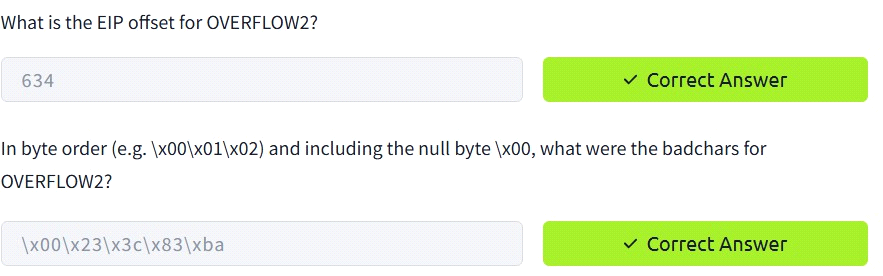 What is the EIP offset for OVERFLOW2?
634
✓ Correct Answer
In byte order (e.g. \x00\x01\x02) and including the null byte \x00, what were the badchars for
OVERFLOW2?
\x00\x23\x3c\x83\xba
✓ Correct Answer